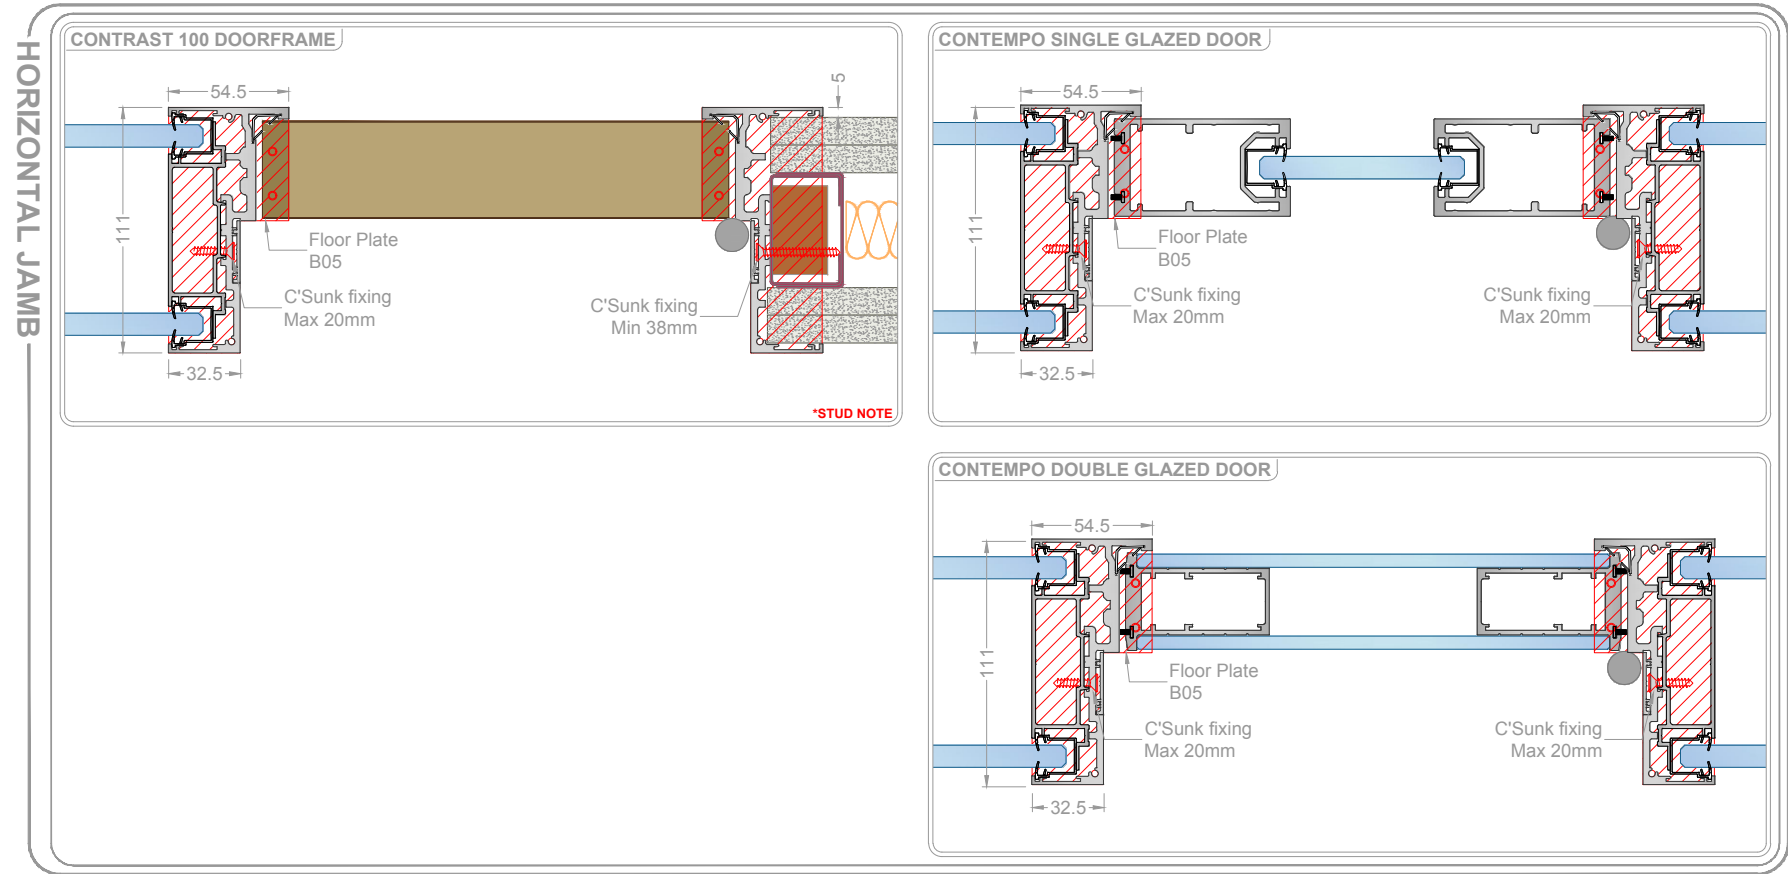 HORIZONTAL JAMB
CONTRAST 100 DOORFRAME
54.5
5
111
Floor Plate
B05
C'Sunk fixing
Max 20mm
C'Sunk fixing
Min 38mm
32.5
*STUD NOTE
CONTEMPO SINGLE GLAZED DOOR
54.5
111
Floor Plate
B05
C'Sunk fixing
Max 20mm
C'Sunk fixing
Max 20mm
32.5
CONTEMPO DOUBLE GLAZED DOOR
54.5
111
Floor Plate
B05
C'Sunk fixing
Max 20mm
C'Sunk fixing
Max 20mm
32.5